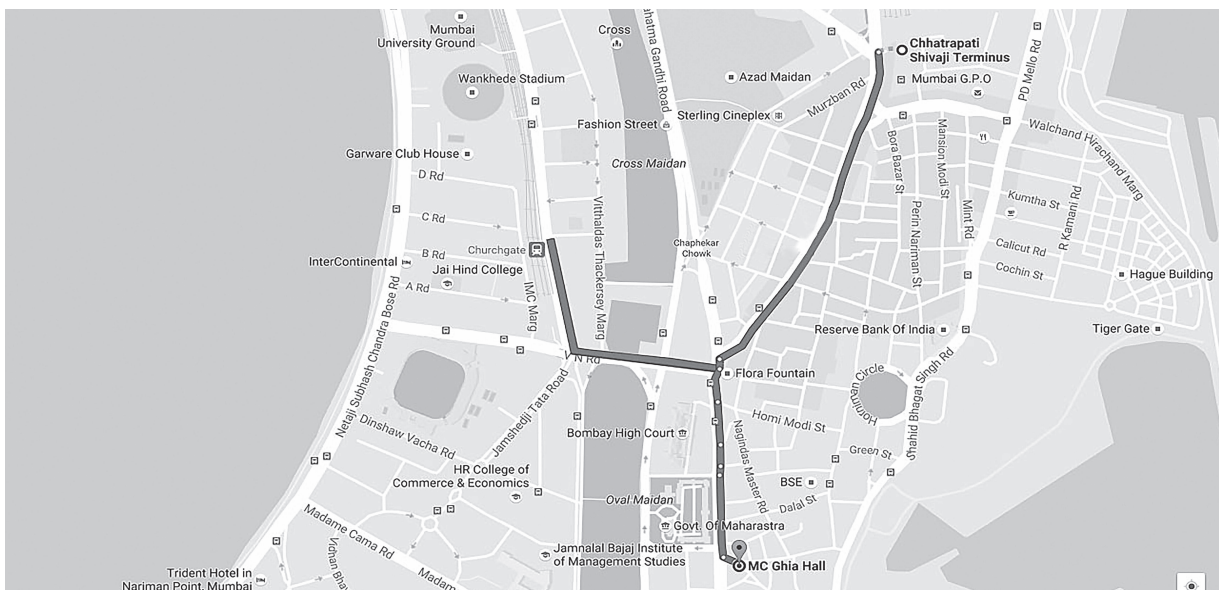 Mumbai
University Ground
Cross
Mahatma Gandhi Road
Chhatrapati
Shivaji Terminus
PD Mello Rd
Wankhede Stadium
Azad Maidan
Mumbai G.P.O
Murzban Rd
Sterling Cineplex
Fashion Street
Walchand Hirachand Marg
Bora Bazar St
Mansion Modi St
Garware Club House
Cross Maidan
D Rd
Kumtha St
R Kamani Rd
Perin Nariman St
Mint Rd
Vitthaldas Thackersey Marg
C Rd
Chaphekar
Chowk
Calicut Rd
Churchgate
B Rd
InterContinental
Jai Hind College
Cochin St
Hague Building
A Rd
IMC Marg
Netaji Subhash Chandra Bose Rd
Reserve Bank Of India
Tiger Gate
V N Rd
Flora Fountain
Horniman Circle
Shahid Bhagat Singh Rd
Jamshedji Tata Road
Dinshaw Vacha Rd
Homi Modi St
Nagindas Master Rd
Bombay High Court
Green St
HR College of
Commerce & Economics
BSE
Oval Maidan
Dalal St
Govt. Of Maharastra
Madame Cama Rd
Jamnalal Bajaj Institute
of Management Studies
MC Ghia Hall
Trident Hotel in
Nariman Point, Mumbai
Madam